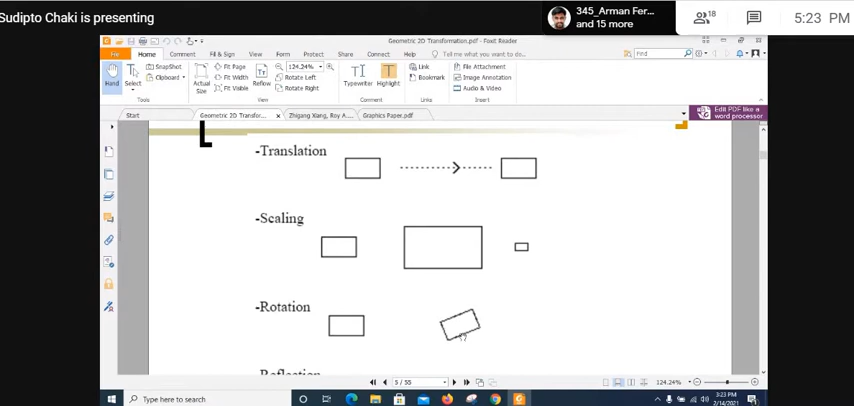 Sudipto Chaki is presenting
345_Arman Fer...
and 15 more
18
5:23 PM
Geometric 2D Transformation.pdf - Foxit Reader
File
Home
Comment
Fill & Sign
View
Form
Protect
Share
Connect
Help
Tell me what you want to do...
Find
Hand
Select
SnapShot
Clipboard
Actual
Size
Fit Page
Fit Width
Fit Visible
Reflow
124.24%
Rotate Left
Rotate Right
Typewriter
Highlight
Link
Bookmark
File Attachment
Image Annotation
Audio & Video
Tools
View
Comment
Links
Insert
Start
Geometric 2D Transfor...
Zhigang Xiang, Roy A....
Graphics Paper.pdf
Edit PDF like a
word processor
-Translation
-Scaling
-Rotation
-Reflection
5 / 55
124.24%
Type here to search
3:23 PM
2/14/2021